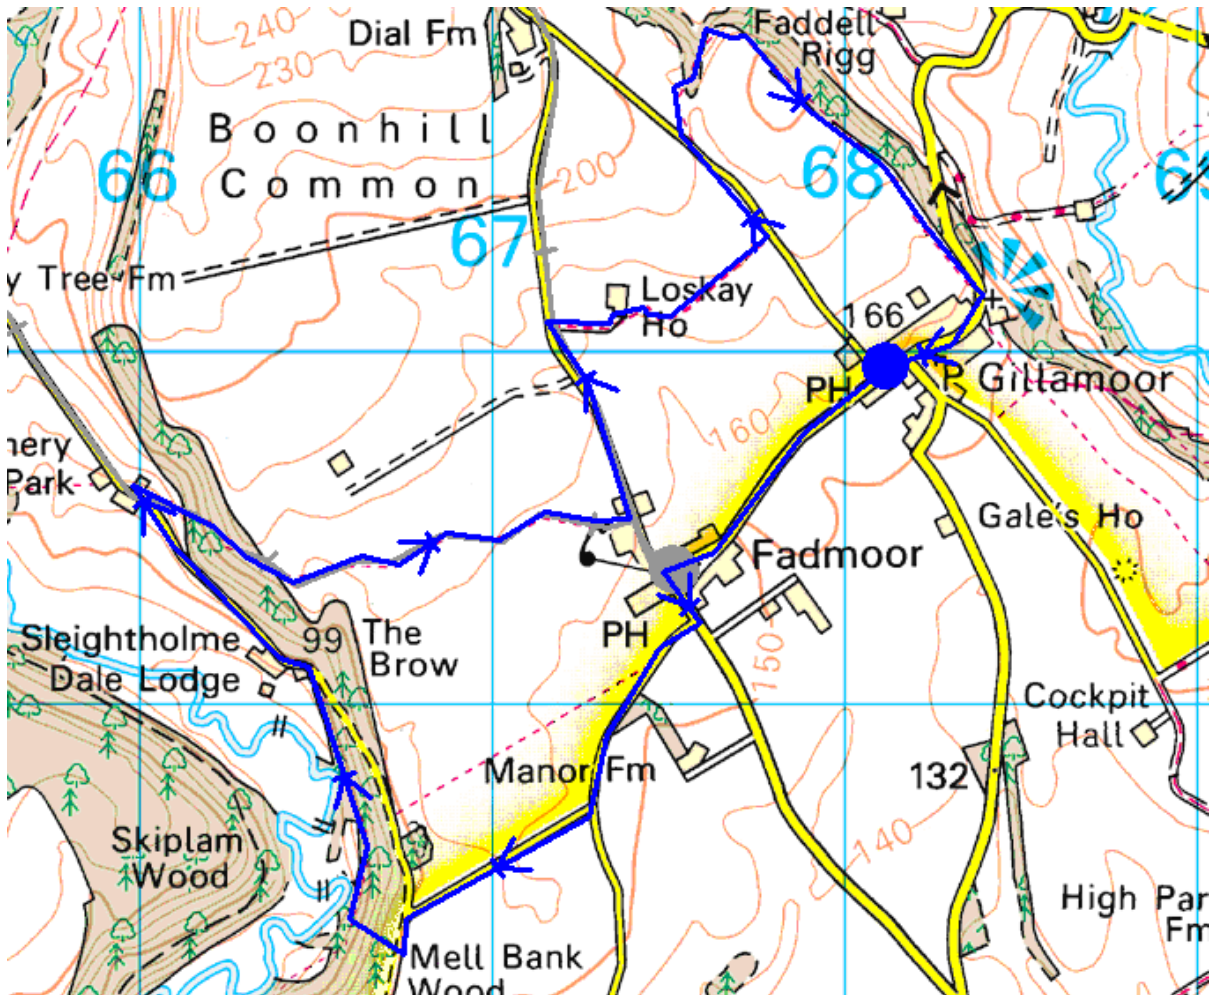 Dial Fm
Faddell
Rigg
240
230
Boonhill
Common
66
200
68
67
y Tree Fm
Loskay
Ho
166
PH
P
Gillamoor
160
nery
Park
Gale's Ho
Fadmoor
PH
Sleightholme
Dale Lodge
99
The
Brow
150
Cockpit
Hall
Manor Fm
132
140
Skiplam
Wood
High Par
Fm
Mell Bank
Wood